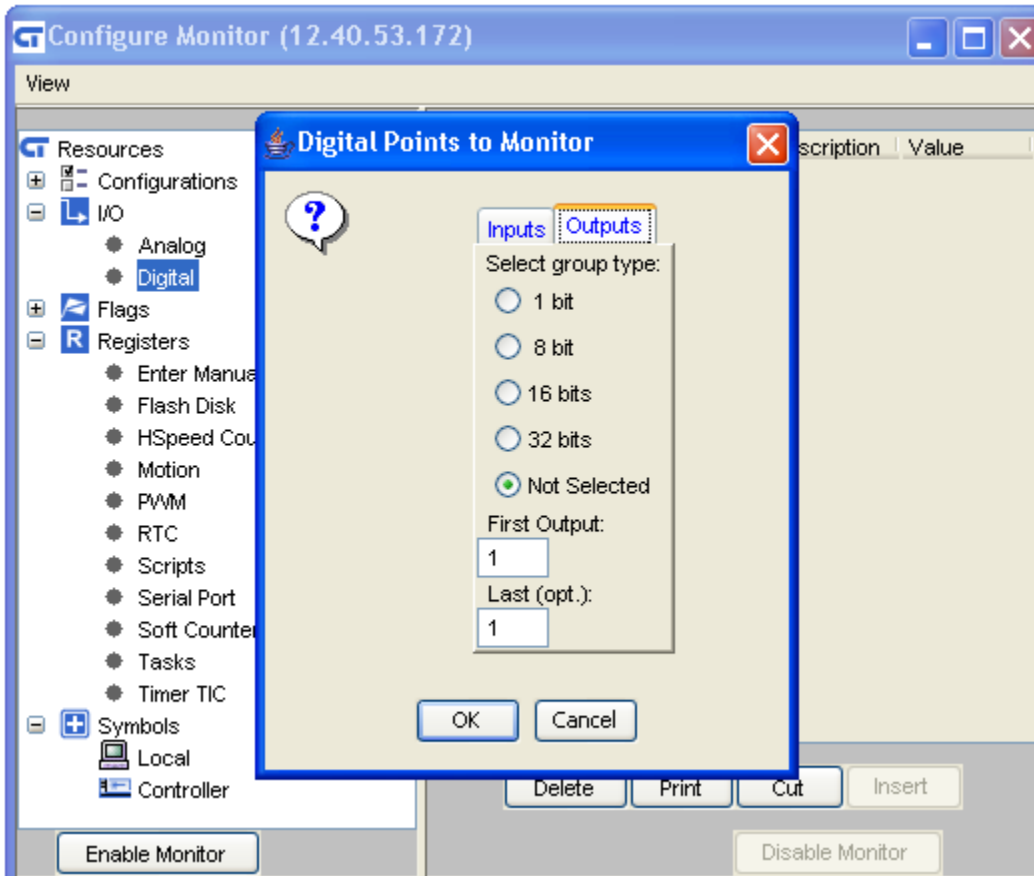 Configure Monitor (12.40.53.172)
View
Resources
Configurations
I/O
Analog
Digital
Flags
Registers
Enter Manua
Flash Disk
HSpeed Cou
Motion
PWM
RTC
Scripts
Serial Port
Soft Counter
Tasks
Timer TIC
Symbols
Local
Controller
Enable Monitor
Digital Points to Monitor
Inputs Outputs
Select group type:
1 bit
8 bit
16 bits
32 bits
Not Selected
First Output:
1
Last (opt.):
1
OK Cancel
scription Value
Delete Print Cut Insert
Disable Monitor